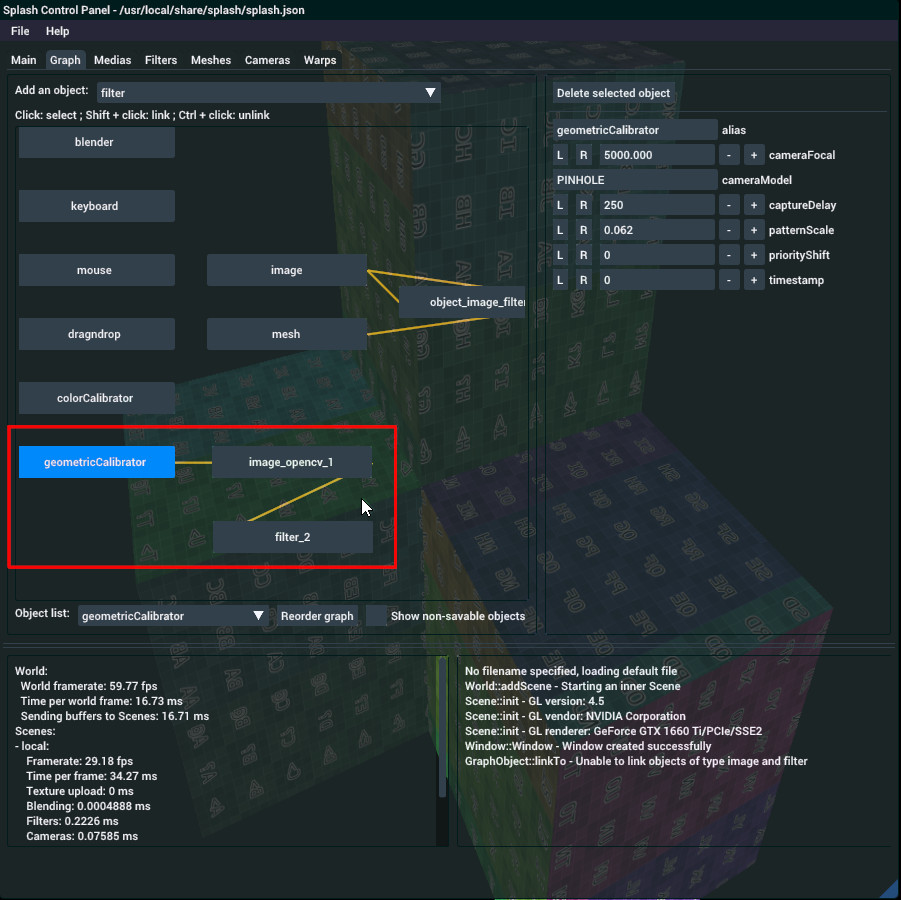 Splash Control Panel - /usr/local/share/splash/splash.json
File Help
Main Graph Medias Filters Meshes Cameras Warps
Add an object: filter
Click: select ; Shift + click: link ; Ctrl + click: unlink
blender
keyboard
mouse image
object_image_filter
dragndrop mesh
colorCalibrator
geometricCalibrator image_opencv_1
filter_2
Object list: geometricCalibrator Reorder graph Show non-savable objects
Delete selected object
geometricCalibrator alias
L R 5000.000 - + cameraFocal
PINHOLE cameraModel
L R 250 - + captureDelay
L R 0.062 - + patternScale
L R 0 - + priorityShift
L R 0 - + timestamp
World:
World framerate: 59.77 fps
Time per world frame: 16.73 ms
Sending buffers to Scenes: 16.71 ms
Scenes:
- local:
Framerate: 29.18 fps
Time per frame: 34.27 ms
Texture upload: 0 ms
Blending: 0.0004888 ms
Filters: 0.2226 ms
Cameras: 0.07585 ms
No filename specified, loading default file
World::addScene - Starting an inner Scene
Scene::init - GL version: 4.5
Scene::init - GL vendor: NVIDIA Corporation
Scene::init - GL renderer: GeForce GTX 1660 Ti/PCIe/SSE2
Window::Window - Window created successfully
GraphObject::linkTo - Unable to link objects of type image and filter